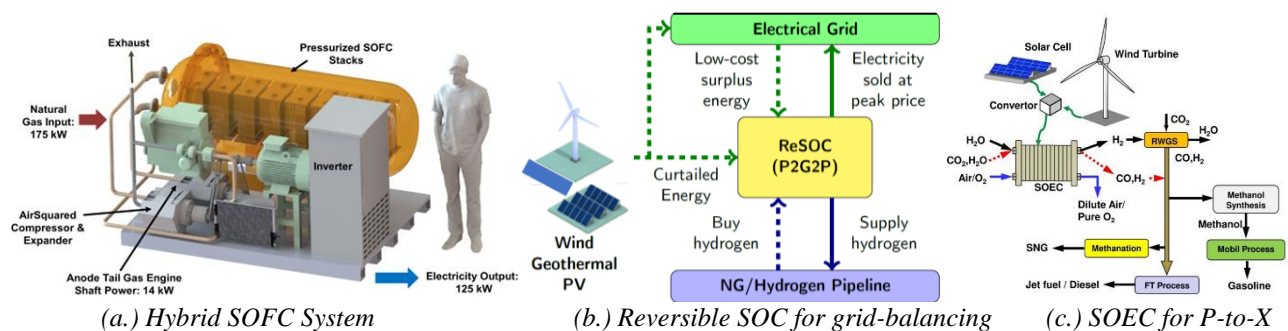 Exhaust
Pressurized SOFC
Stacks
Natural
Gas Input:
175 kW
Inverter
AirSquared
Compressor &
Expander
Anode Tail Gas Engine
Shaft Power: 14 kW
Electricity Output:
125 kW
(a.) Hybrid SOFC System
Electrical Grid
Low-cost
surplus
energy
Electricity
sold at
peak price
ReSOC
(P2G2P)
Curtailed
Energy
Wind
Geothermal
PV
Buy
hydrogen
Supply
hydrogen
NG/Hydrogen Pipeline
(b.) Reversible SOC for grid-balancing
Solar Cell
Wind Turbine
Convertor
CO2
H2O
H2
RWGS
H2O
CO2,H2O
CO,H2
Air/O2
CO,H2
SOEC
Dilute Air/
Pure O2
Methanol
Synthesis
Methanol
SNG
Methanation
Mobil Process
Jet fuel / Diesel
FT Process
Gasoline
(c.) SOEC for P-to-X